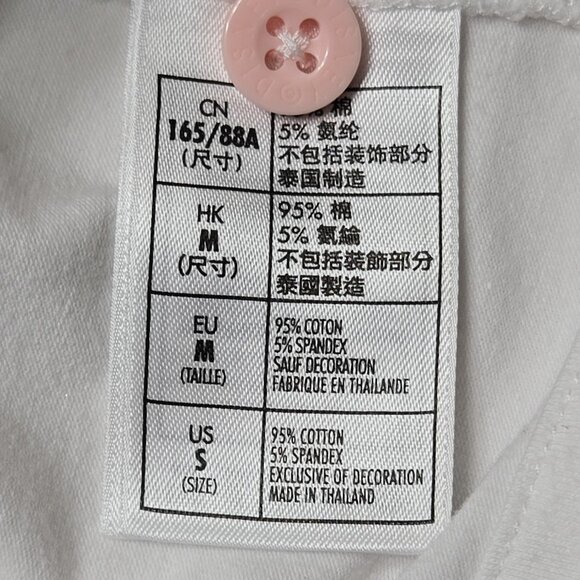 CN
165/88A
(尺寸)
% 棉
5% 氨纶
不包括装饰部分
泰国制造
HK
M
(尺寸)
95% 棉
5% 氨綸
不包括裝飾部分
泰國製造
EU
M
(TAILLE)
95% COTON
5% SPANDEX
SAUF DECORATION
FABRIQUE EN THAILANDE
US
S
(SIZE)
95% COTTON
5% SPANDEX
EXCLUSIVE OF DECORATION
MADE IN THAILAND